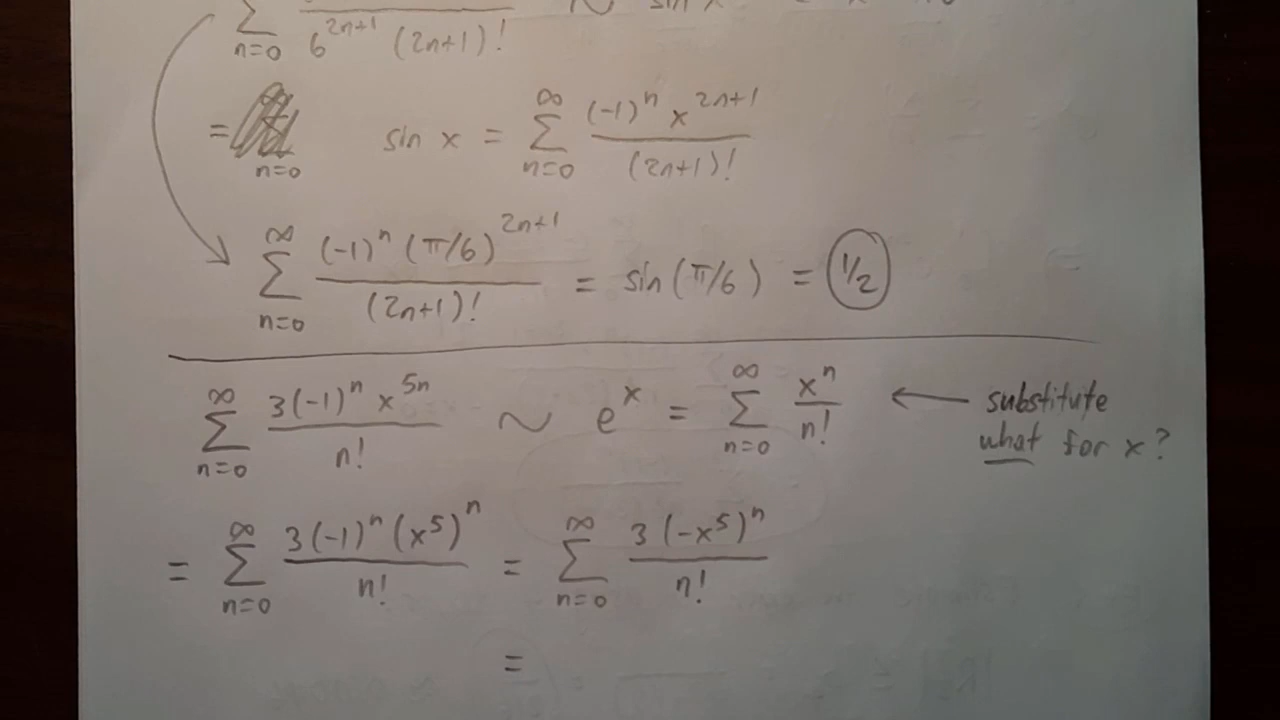 ∑ n=0 / 6^{2n+1} (2n+1)! ~ sin x
= n=0 sin x = ∑_{n=0}^{∞} (-1)^n x^{2n+1} / (2n+1)!
∑_{n=0}^{∞} (-1)^n (π/6)^{2n+1} / (2n+1)! = sin(π/6) = 1/2
∑_{n=0}^{∞} 3(-1)^n x^{5n} / n! ~ e^x = ∑_{n=0}^{∞} x^n / n! ← substitute
what for x?
= ∑_{n=0}^{∞} 3(-1)^n (x^5)^n / n! = ∑_{n=0}^{∞} 3(-x^5)^n / n!
=